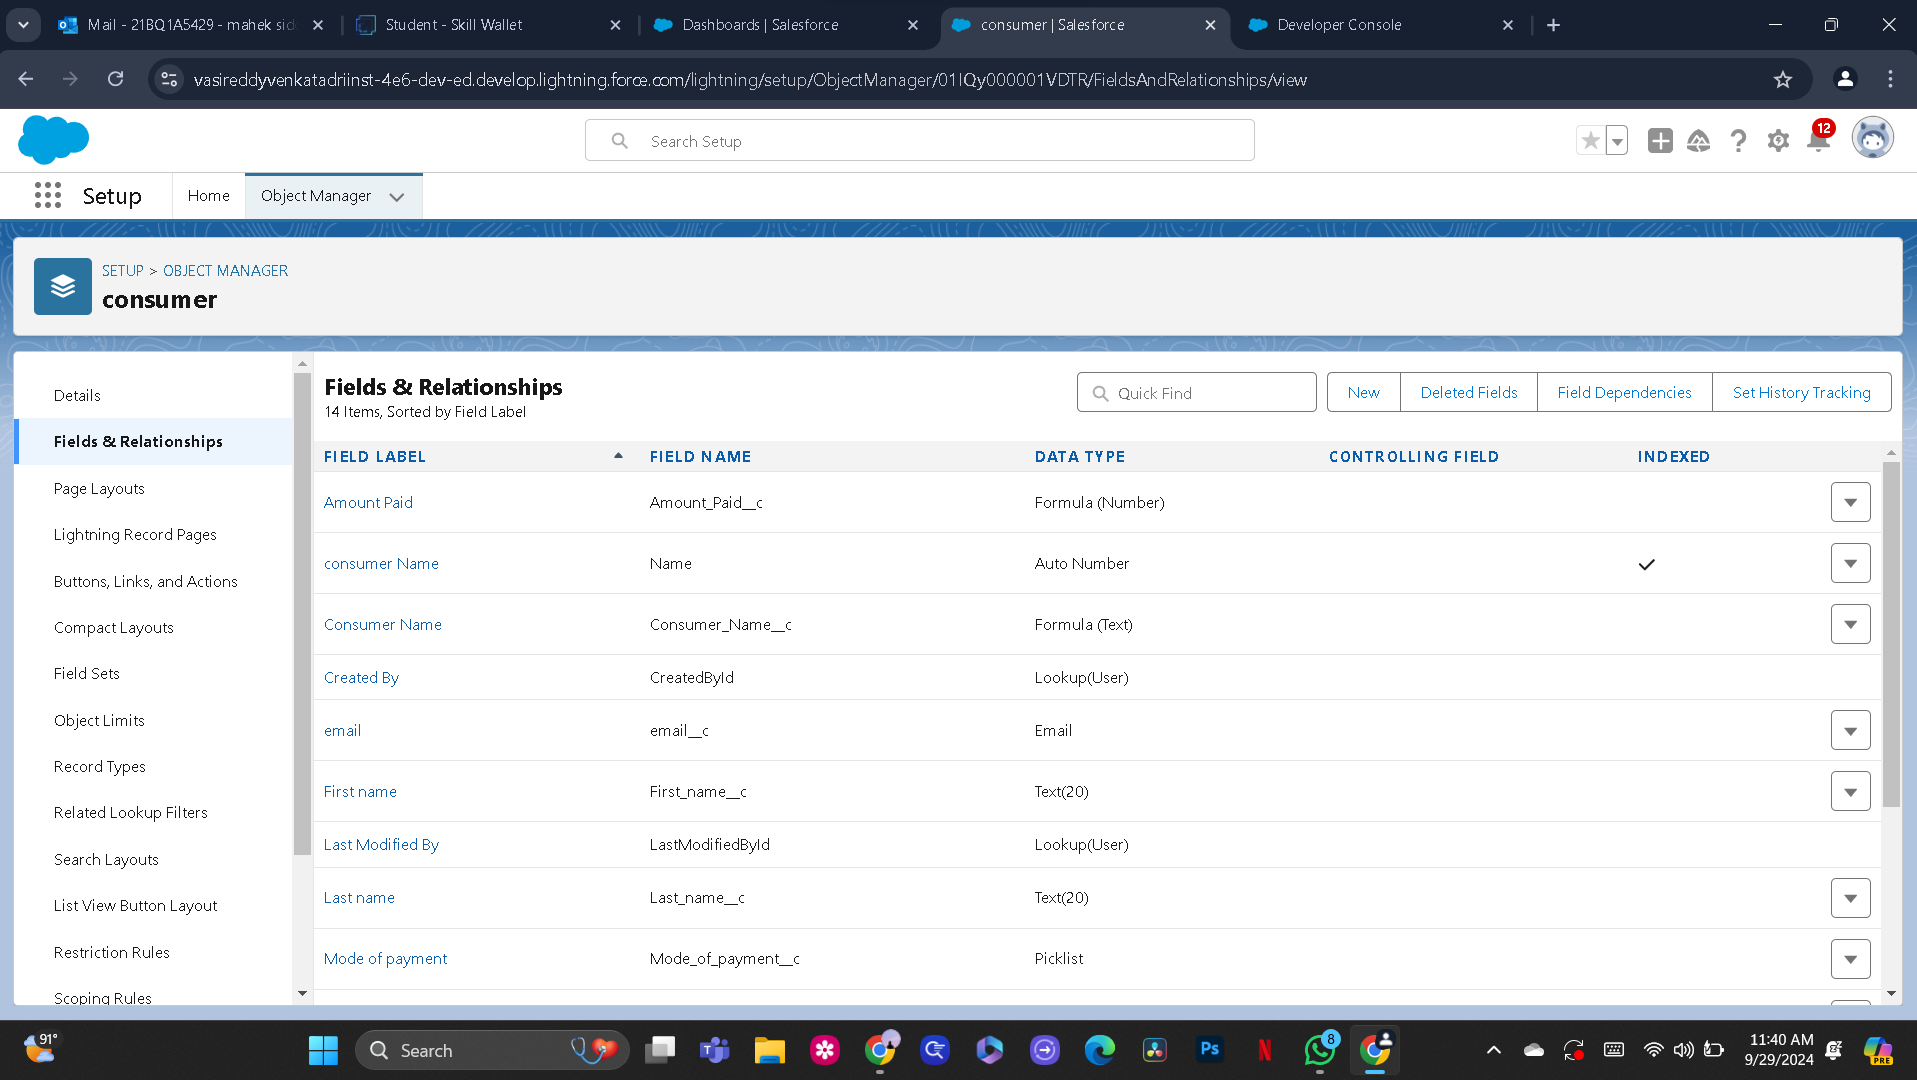 Mail - 21BQ1A5429 - mahek sid
Student - Skill Wallet
Dashboards | Salesforce
consumer | Salesforce
Developer Console
vasireddyvenkatadriinst-4e6-dev-ed.develop.lightning.force.com/lightning/setup/ObjectManager/01IQy000001VDTR/FieldsAndRelationships/view
Search Setup
12
Setup
Home
Object Manager
SETUP > OBJECT MANAGER
consumer
Details
Fields & Relationships
Page Layouts
Lightning Record Pages
Buttons, Links, and Actions
Compact Layouts
Field Sets
Object Limits
Record Types
Related Lookup Filters
Search Layouts
List View Button Layout
Restriction Rules
Scoping Rules
Fields & Relationships
14 Items, Sorted by Field Label
Quick Find
New
Deleted Fields
Field Dependencies
Set History Tracking
FIELD LABEL FIELD NAME DATA TYPE CONTROLLING FIELD INDEXED
Amount Paid Amount_Paid__c Formula (Number)
consumer Name Name Auto Number
Consumer Name Consumer_Name__c Formula (Text)
Created By CreatedById Lookup(User)
email email__c Email
First name First_name__c Text(20)
Last Modified By LastModifiedById Lookup(User)
Last name Last_name__c Text(20)
Mode of payment Mode_of_payment__c Picklist
91°
Search
Ps
8
11:40 AM
9/29/2024
PRE